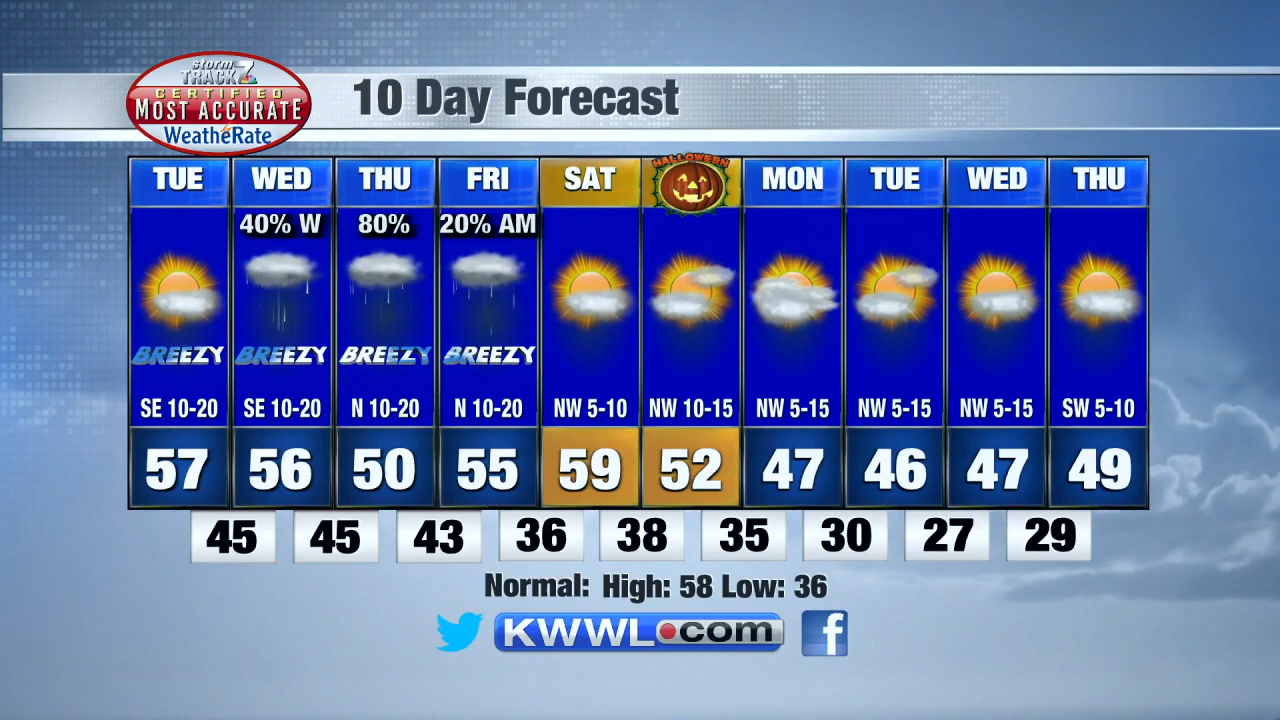 storm
TRACK 7
CERTIFIED
MOST ACCURATE
WeatheRate
10 Day Forecast
TUE WED THU FRI SAT HALLOWEEN MON TUE WED THU
40% W 80% 20% AM
BREEZY BREEZY BREEZY BREEZY
SE 10-20 SE 10-20 N 10-20 N 10-20 NW 5-10 NW 10-15 NW 5-15 NW 5-15 NW 5-15 SW 5-10
57 56 50 55 59 52 47 46 47 49
45 45 43 36 38 35 30 27 29
Normal: High: 58 Low: 36
KWWL.com f